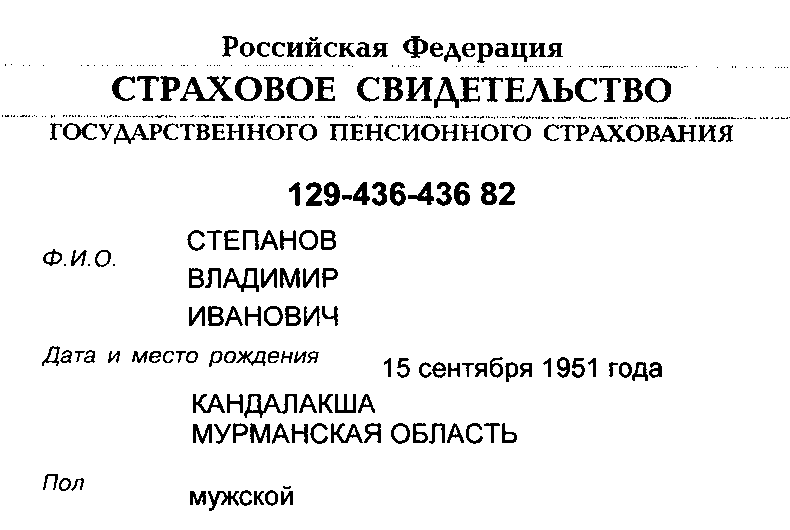 Российская Федерация
СТРАХОВОЕ СВИДЕТЕЛЬСТВО
ГОСУДАРСТВЕННОГО ПЕНСИОННОГО СТРАХОВАНИЯ
129-436-436 82
Ф.И.О.
СТЕПАНОВ
ВЛАДИМИР
ИВАНОВИЧ
Дата и место рождения
15 сентября 1951 года
КАНДАЛАКША
МУРМАНСКАЯ ОБЛАСТЬ
Пол
мужской